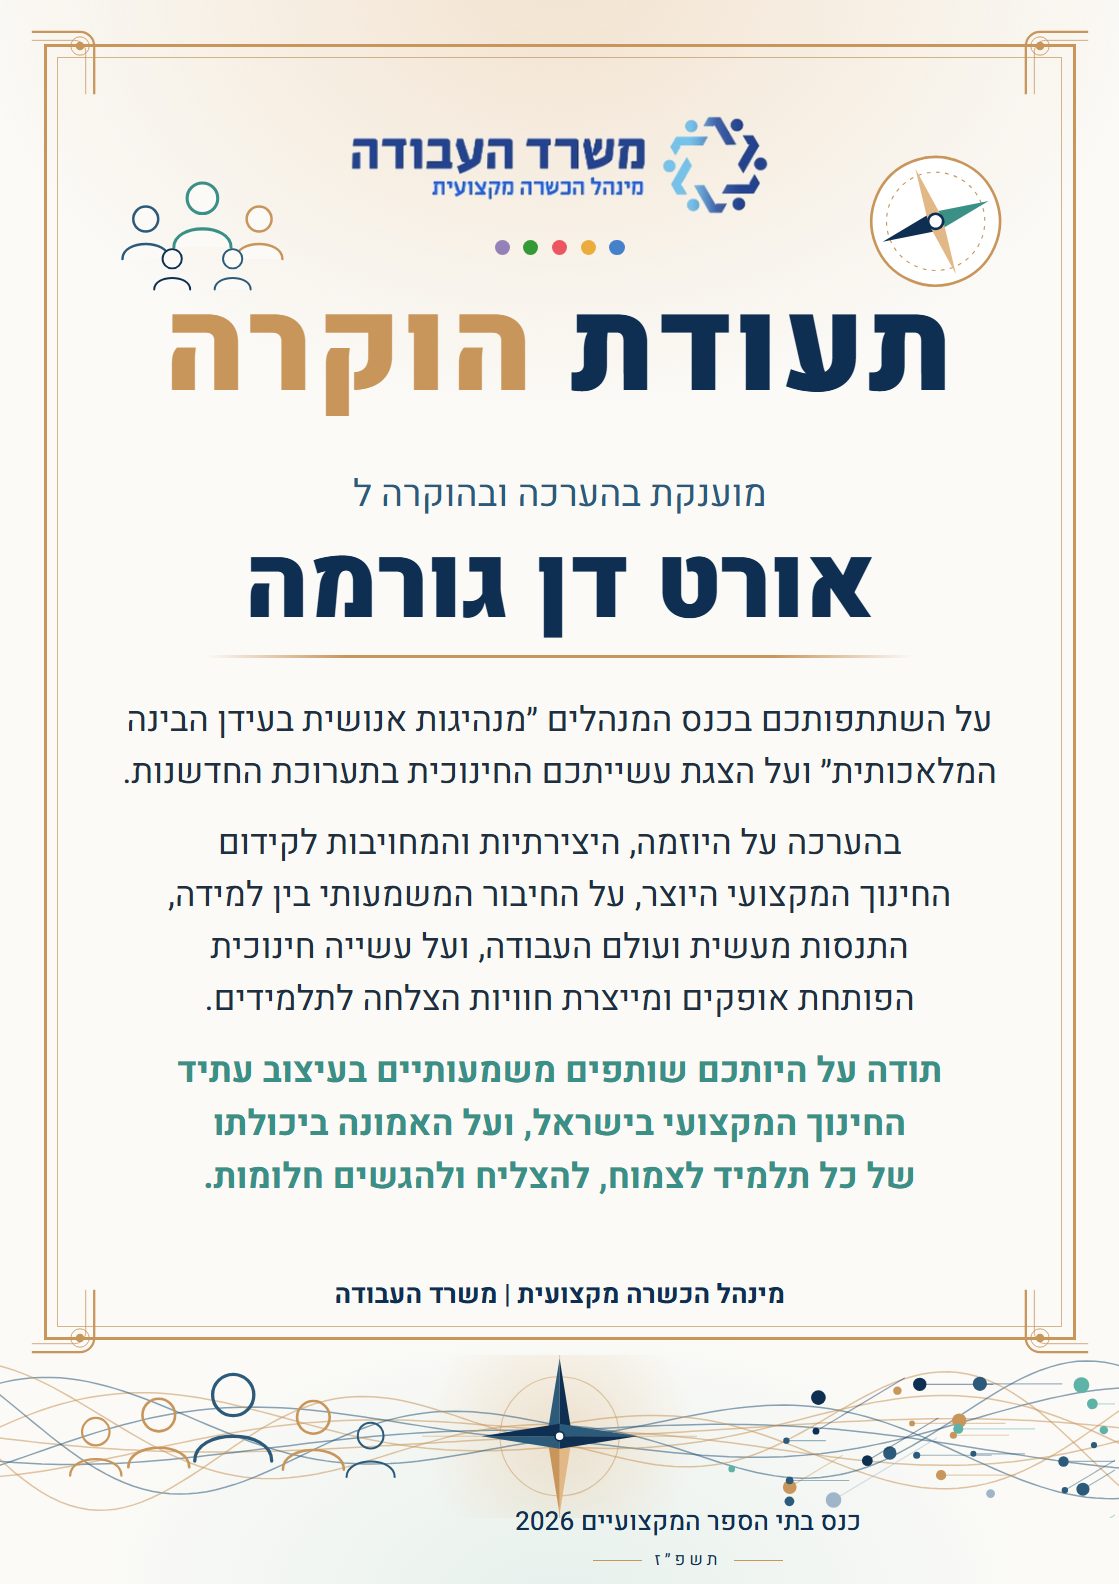 משרד העבודה
מינהל הכשרה מקצועית
תעודת הוקרה
מוענקת בהערכה ובהוקרה ל
אורט דן גורמה
על השתתפותכם בכנס המנהלים "מנהיגות אנושית בעידן הבינה
המלאכותית" ועל הצגת עשייתכם החינוכית בתערוכת החדשנות.
בהערכה על היוזמה, היצירתיות והמחויבות לקידום
החינוך המקצועי היוצר, על החיבור המשמעותי בין למידה,
התנסות מעשית ועולם העבודה, ועל עשייה חינוכית
הפותחת אופקים ומייצרת חוויות הצלחה לתלמידים.
תודה על היותכם שותפים משמעותיים בעיצוב עתיד
החינוך המקצועי בישראל, ועל האמונה ביכולתו
של כל תלמיד לצמוח, להצליח ולהגשים חלומות.
מינהל הכשרה מקצועית | משרד העבודה
כנס בתי הספר המקצועיים 2026
תשפ"ז